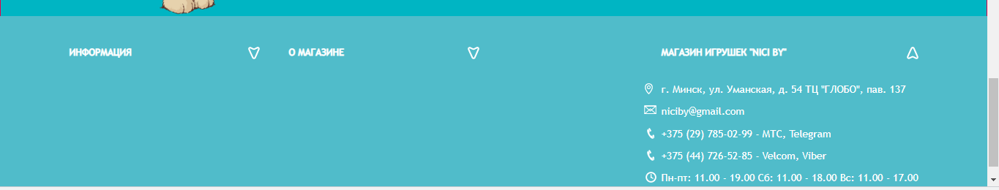 ИНФОРМАЦИЯ
О МАГАЗИНЕ
МАГАЗИН ИГРУШЕК "NICI BY"
г. Минск, ул. Уманская, д. 54 ТЦ "ГЛОБО", пав. 137
niciby@gmail.com
+375 (29) 785-02-99 - МТС, Telegram
+375 (44) 726-52-85 - Velcom, Viber
Пн-пт: 11.00 - 19.00 Сб: 11.00 - 18.00 Вс: 11.00 - 17.00